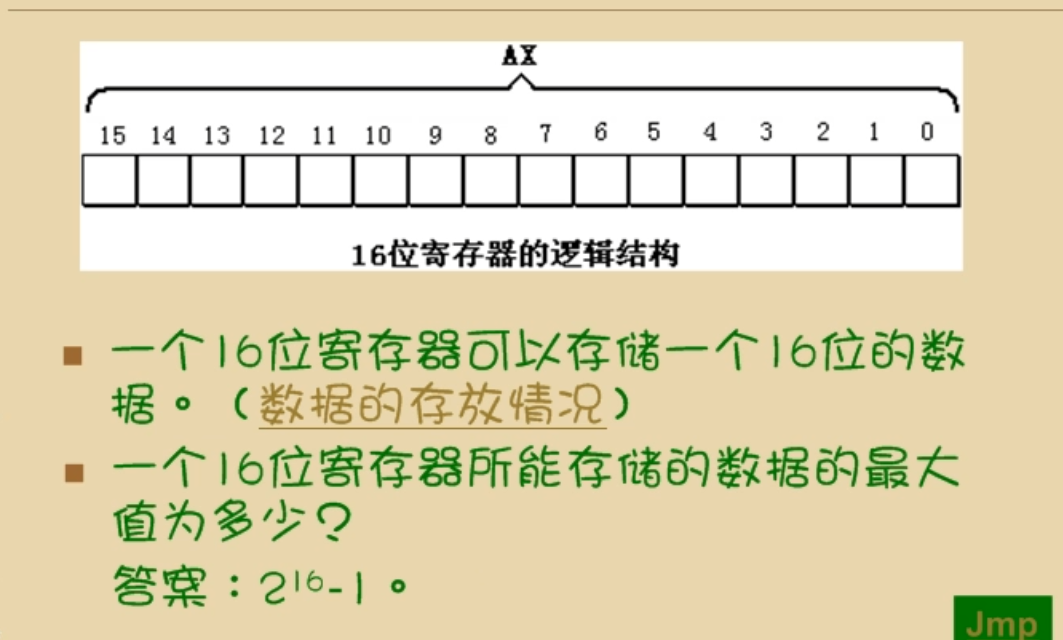 AX
15 14 13 12 11 10 9 8 7 6 5 4 3 2 1 0
16位寄存器的逻辑结构
■ 一个16位寄存器可以存储一个16位的数
据。（数据的存放情况）
■ 一个16位寄存器所能存储的数据的最大
值为多少？
答案：2¹⁶-1。
Jmp